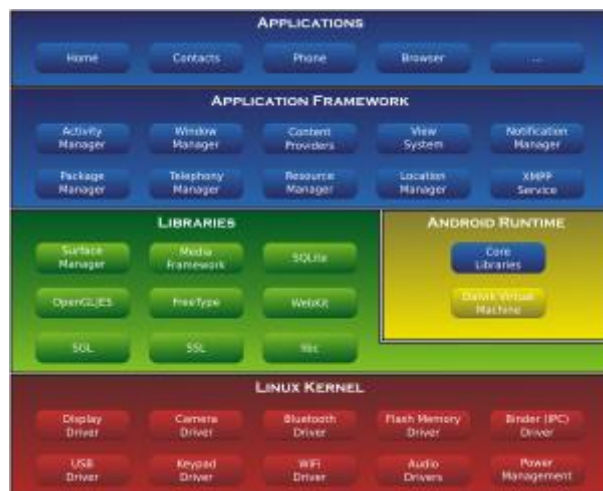 APPLICATIONS
Home Contacts Phone Browser ...
APPLICATION FRAMEWORK
Activity Manager Window Manager Content Providers View System Notification Manager
Package Manager Telephony Manager Resource Manager Location Manager XMPP Service
LIBRARIES
Surface Manager Media Framework SQLite
OpenGL|ES FreeType WebKit
SGL SSL libc
ANDROID RUNTIME
Core Libraries
Dalvik Virtual Machine
LINUX KERNEL
Display Driver Camera Driver Bluetooth Driver Flash Memory Driver Binder (IPC) Driver
USB Driver Keypad Driver WiFi Driver Audio Drivers Power Management